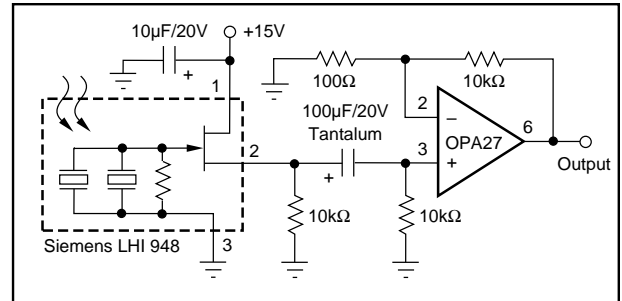 10µF/20V
+15V
+
1
100Ω
10kΩ
100µF/20V
Tantalum
2
−
6
OPA27
3
+
Output
2
+
10kΩ
10kΩ
3
Siemens LHI 948